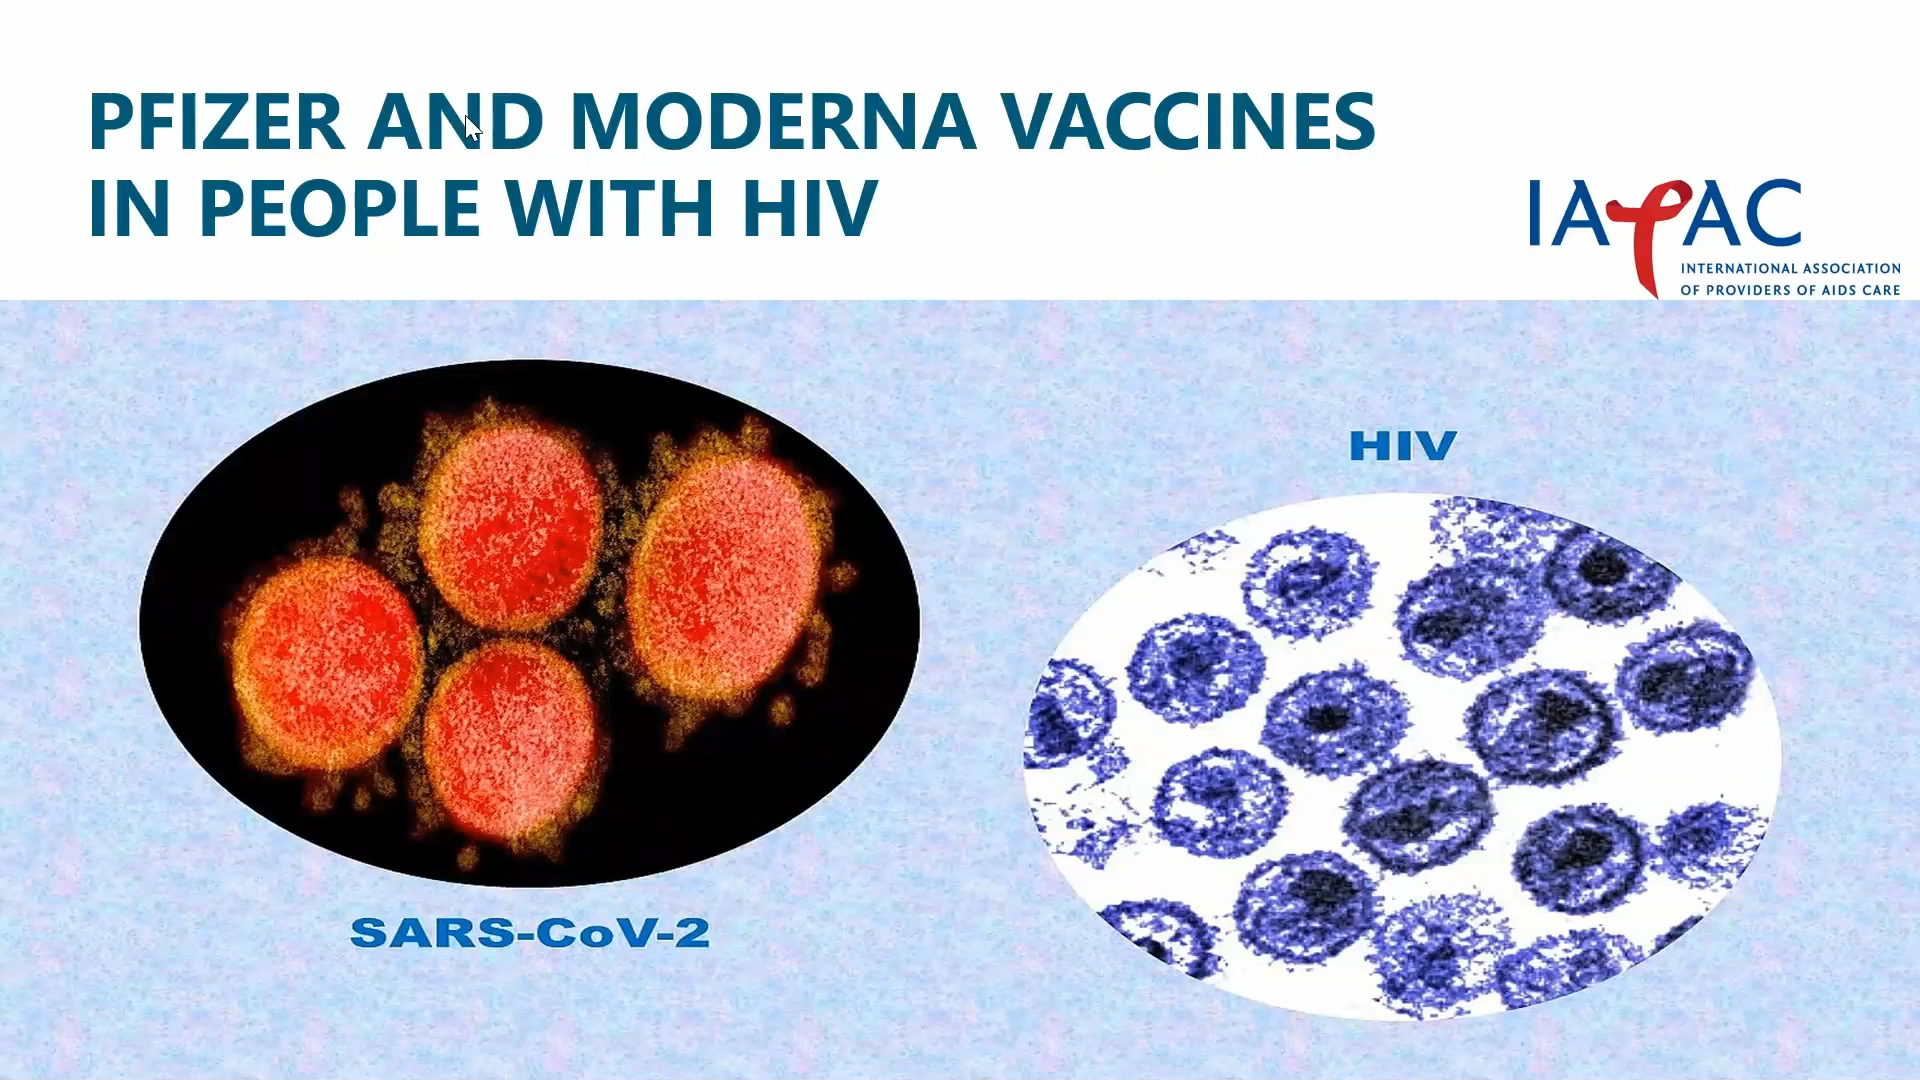 PFIZER AND MODERNA VACCINES
IN PEOPLE WITH HIV
IAPAC
INTERNATIONAL ASSOCIATION
OF PROVIDERS OF AIDS CARE
HIV
SARS-CoV-2